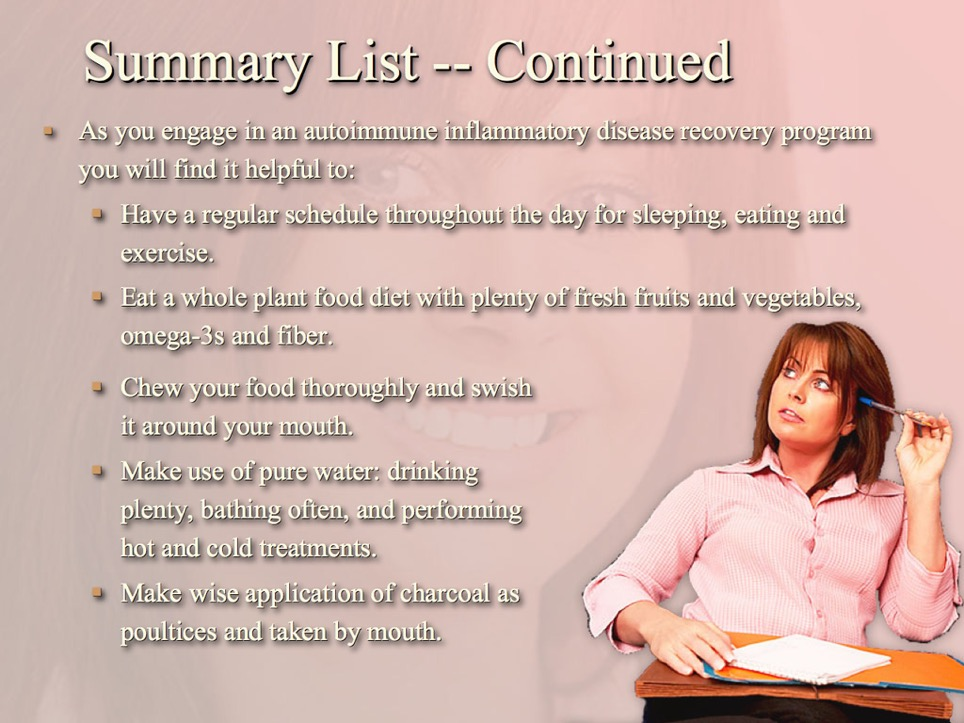 Summary List -- Continued
As you engage in an autoimmune inflammatory disease recovery program
you will find it helpful to:
Have a regular schedule throughout the day for sleeping, eating and
exercise.
Eat a whole plant food diet with plenty of fresh fruits and vegetables,
omega-3s and fiber.
Chew your food thoroughly and swish
it around your mouth.
Make use of pure water: drinking
plenty, bathing often, and performing
hot and cold treatments.
Make wise application of charcoal as
poultices and taken by mouth.